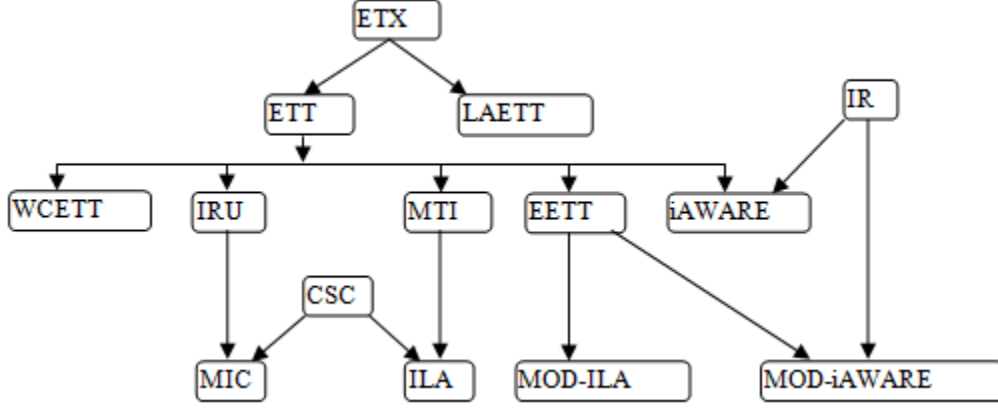 ETX
ETT
LAETT
IR
WCETT
IRU
MTI
EETT
iAWARE
CSC
MIC
ILA
MOD-ILA
MOD-iAWARE